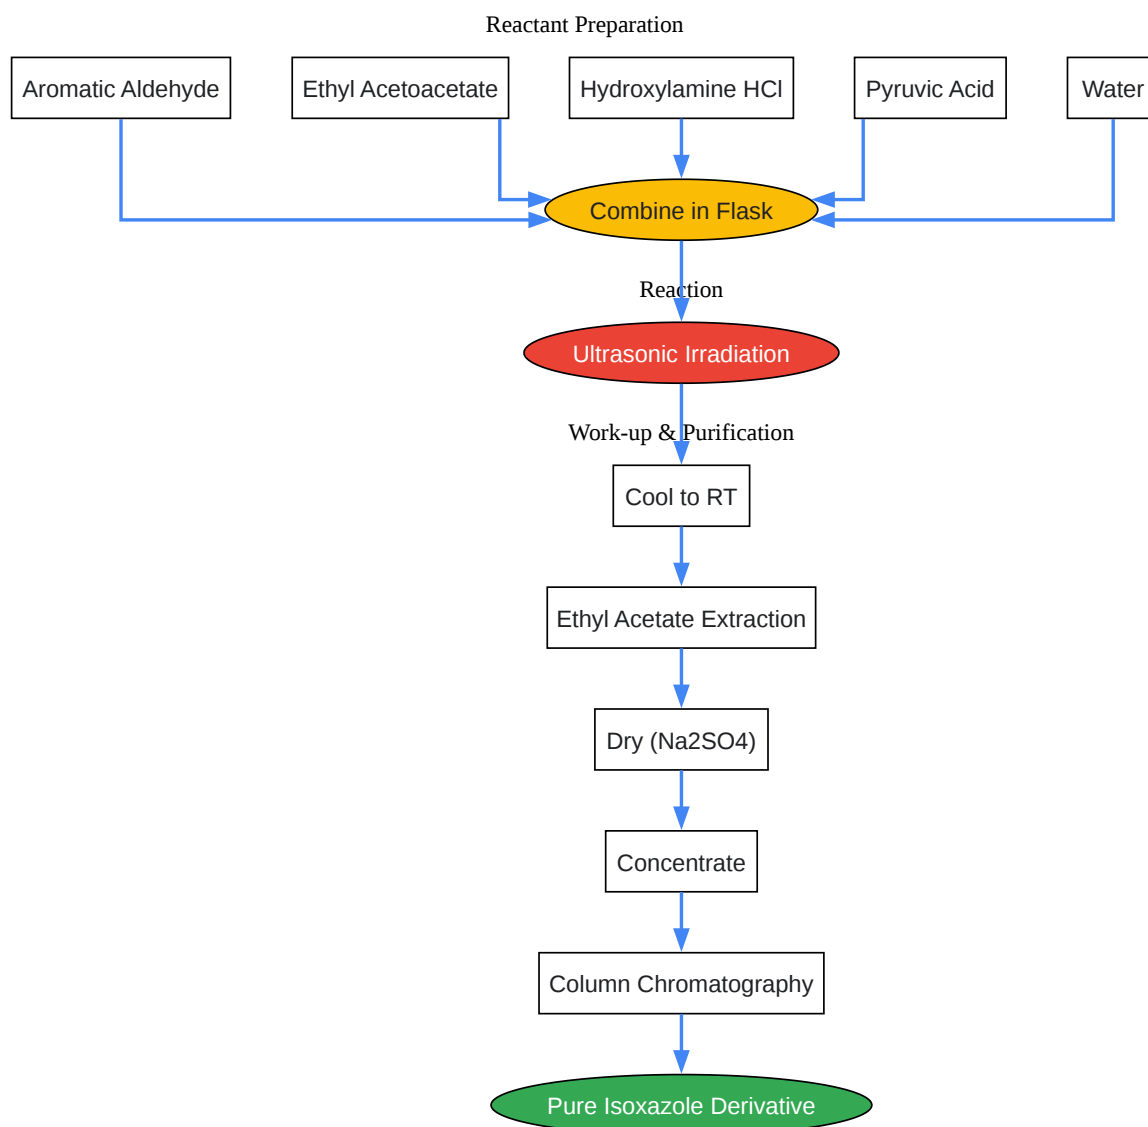 Reactant Preparation
Aromatic Aldehyde
Ethyl Acetoacetate
Hydroxylamine HCl
Pyruvic Acid
Water
Combine in Flask
Reaction
Ultrasonic Irradiation
Work-up & Purification
Cool to RT
Ethyl Acetate Extraction
Dry (Na2SO4)
Concentrate
Column Chromatography
Pure Isoxazole Derivative